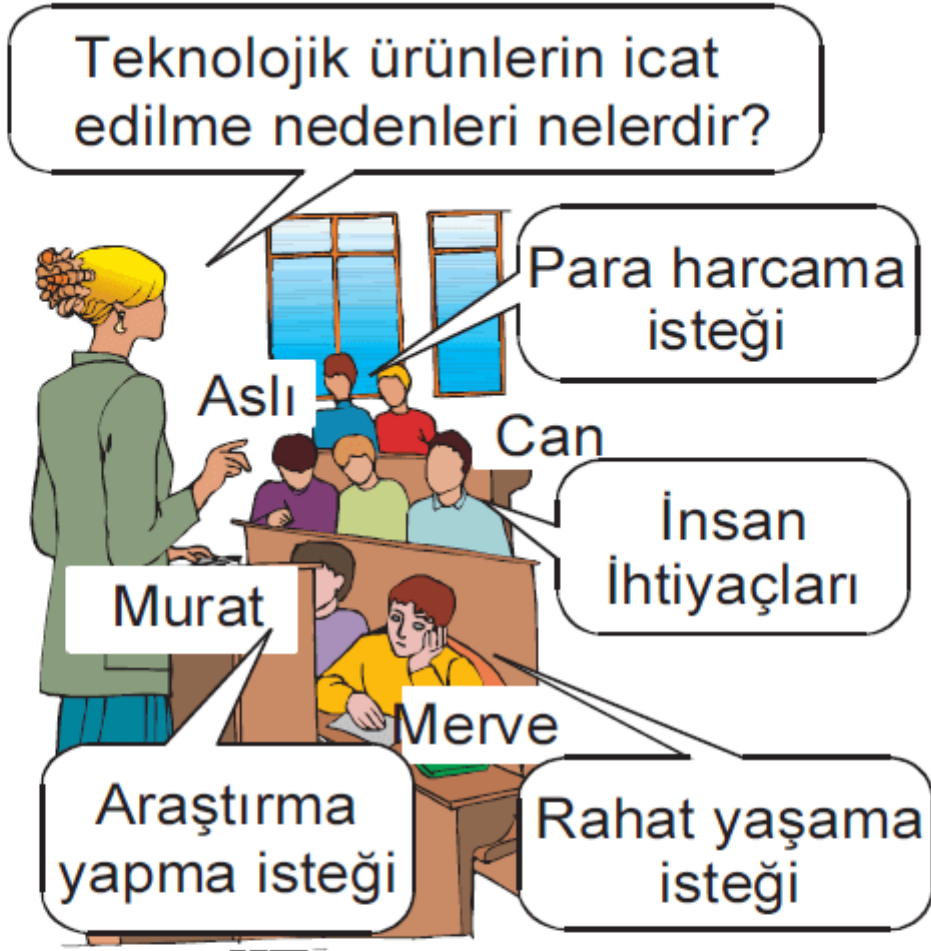 Teknolojik ürünlerin icat
edilme nedenleri nelerdir?
Para harcama
isteği
Aslı
Can
İnsan
İhtiyaçları
Murat
Merve
Araştırma
yapma isteği
Rahat yaşama
isteği